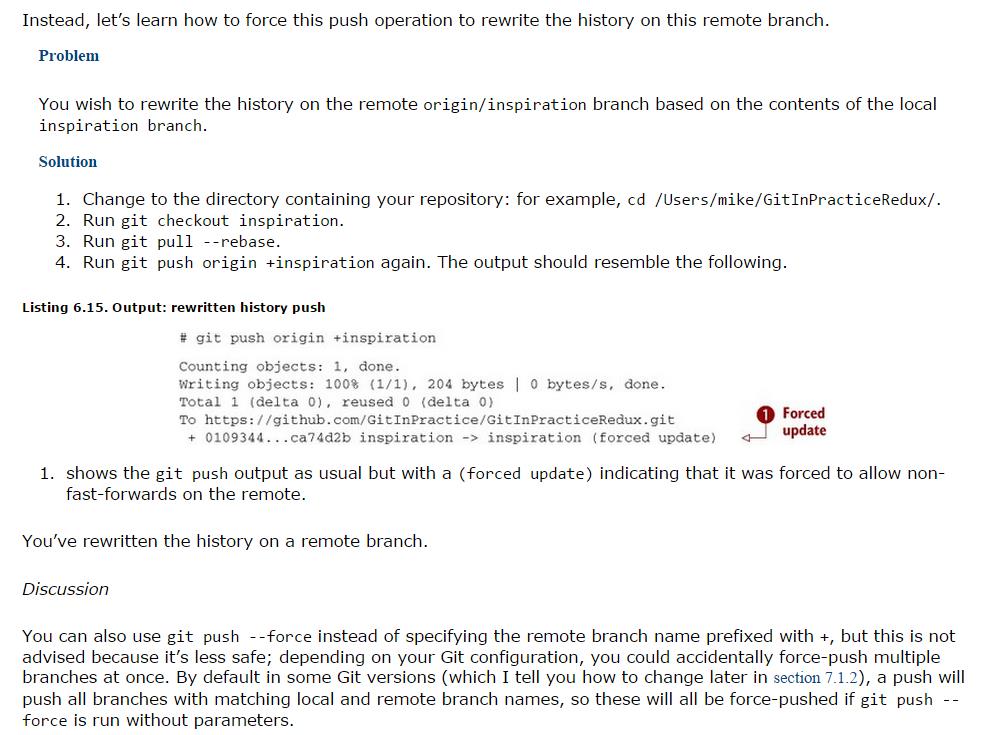 Instead, let's learn how to force this push operation to rewrite the history on this remote branch.
Problem
You wish to rewrite the history on the remote origin/inspiration branch based on the contents of the local
inspiration branch.
Solution
1. Change to the directory containing your repository: for example, cd /Users/mike/GitInPracticeRedux/.
2. Run git checkout inspiration.
3. Run git pull --rebase.
4. Run git push origin +inspiration again. The output should resemble the following.
Listing 6.15. Output: rewritten history push
# git push origin +inspiration
Counting objects: 1, done.
Writing objects: 100% (1/1), 204 bytes | 0 bytes/s, done.
Total 1 (delta 0), reused 0 (delta 0)
To https://github.com/GitInPractice/GitInPracticeRedux.git
+ 0109344...ca74d2b inspiration -> inspiration (forced update)
1 Forced
update
1. shows the git push output as usual but with a (forced update) indicating that it was forced to allow non-
fast-forwards on the remote.
You've rewritten the history on a remote branch.
Discussion
You can also use git push --force instead of specifying the remote branch name prefixed with +, but this is not
advised because it's less safe; depending on your Git configuration, you could accidentally force-push multiple
branches at once. By default in some Git versions (which I tell you how to change later in section 7.1.2), a push will
push all branches with matching local and remote branch names, so these will all be force-pushed if git push --
force is run without parameters.